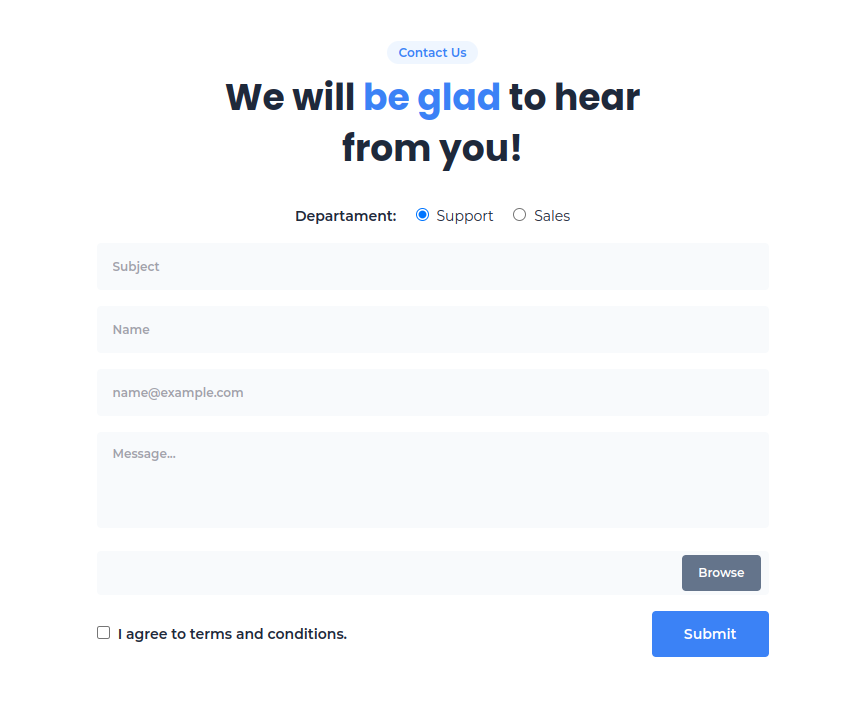 Contact Us
We will be glad to hear
from you!
Departament: Support Sales
Subject
Name
name@example.com
Message...
Browse
I agree to terms and conditions. Submit